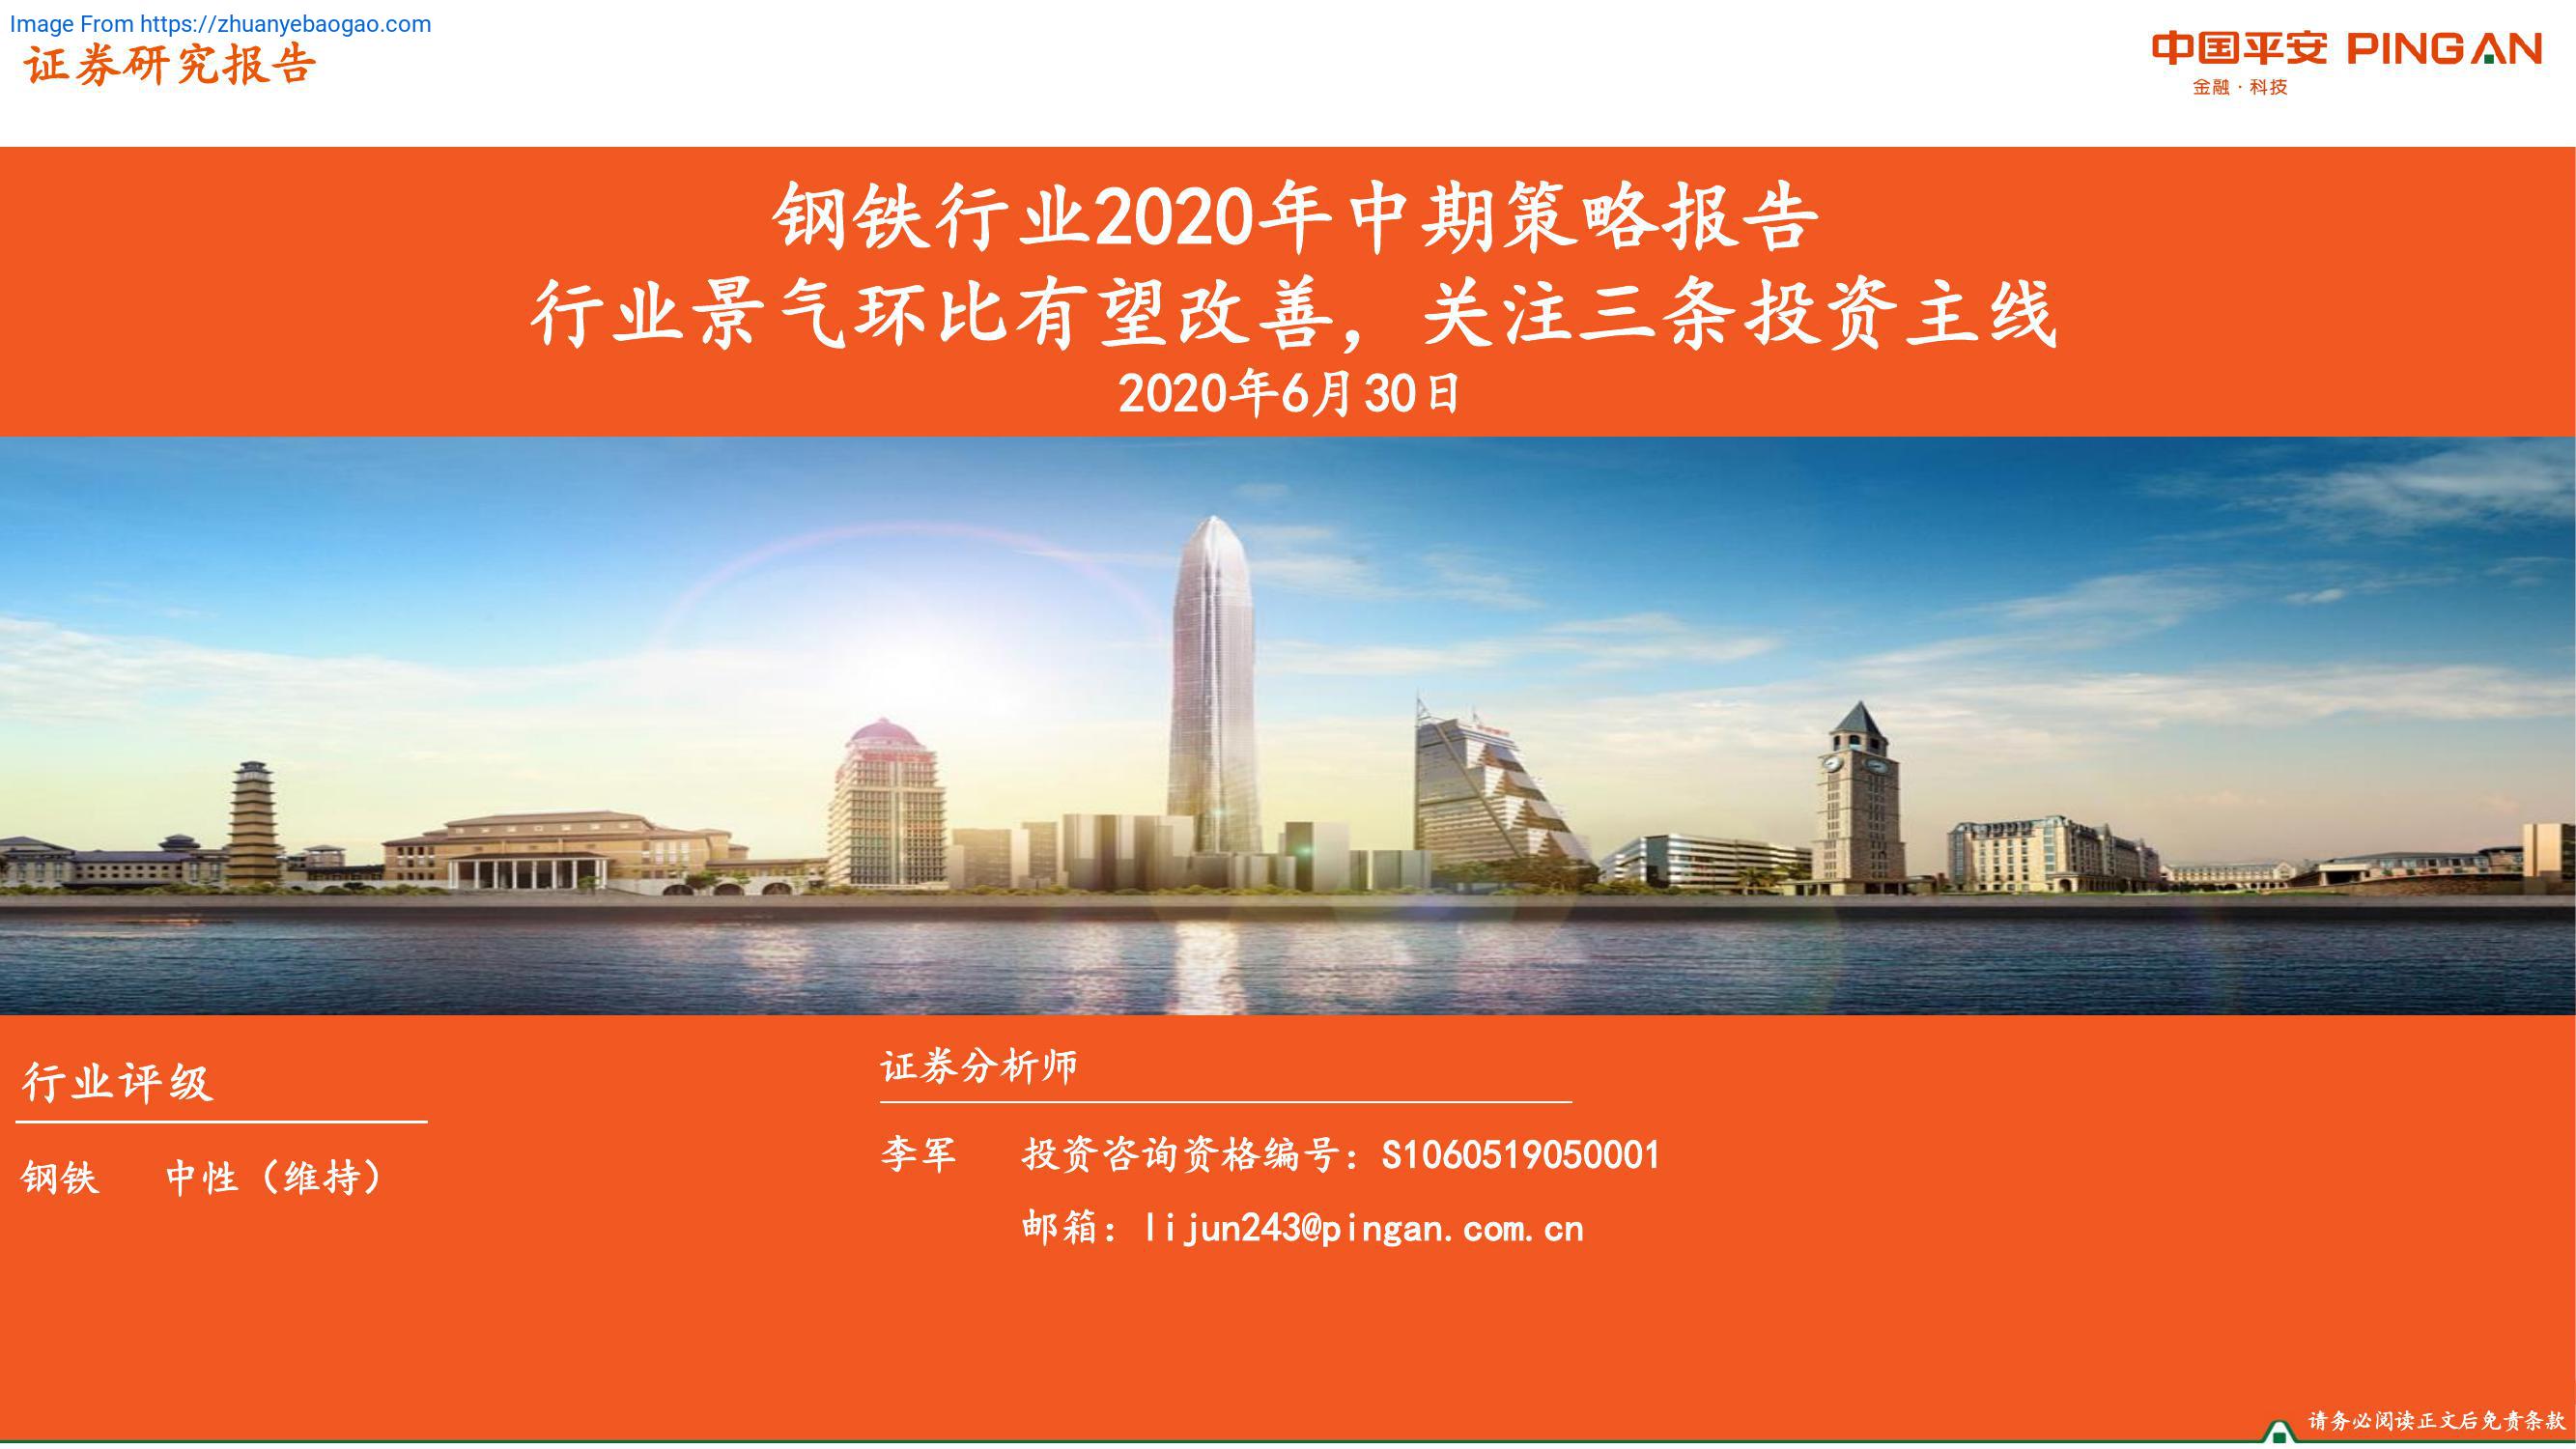 Image From https://zhuanyebaogao.com
证券研究报告
中国平安 PINGAN
金融·科技
钢铁行业2020年中期策略报告
行业景气环比有望改善，关注三条投资主线
2020年6月30日
行业评级
钢铁 中性（维持）
证券分析师
李军 投资咨询资格编号：S1060519050001
邮箱：lijun243@pingan.com.cn
请务必阅读正文后免责条款